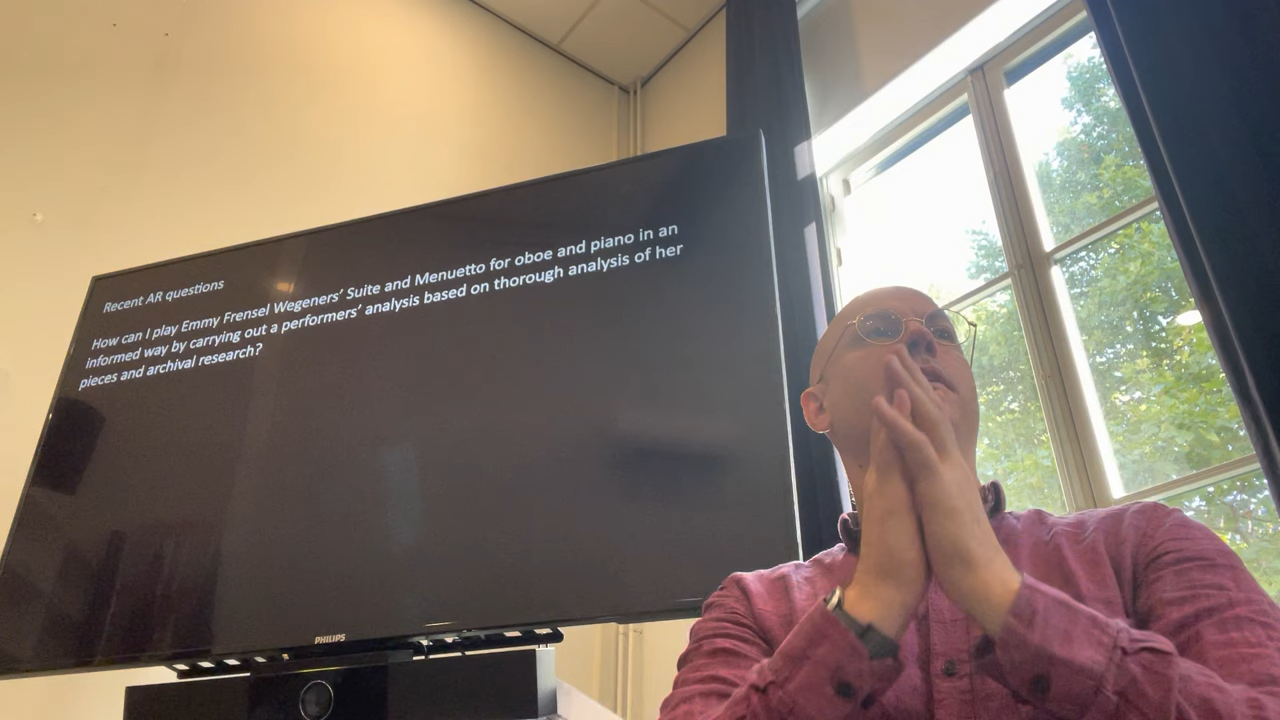 Recent AR questions
How can I play Emmy Frensel Wegeners' Suite and Menuetto for oboe and piano in an
informed way by carrying out a performers' analysis based on thorough analysis of her
pieces and archival research?
PHILIPS